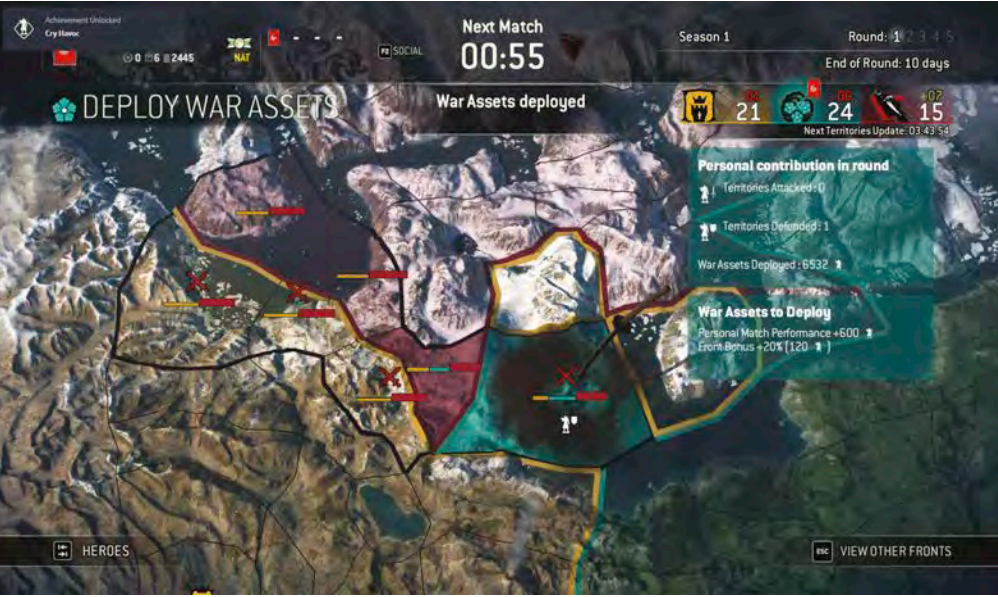 Achievement Unlocked
Cry Havoc
0 6 2445
NAT
F2 SOCIAL
Next Match
00:55
Season 1
Round: 1 2 3 4 5
End of Round: 10 days
DEPLOY WAR ASSETS
War Assets deployed
21
24
+02
15
Next Territories Update: 03:43:54
Personal contribution in round
Territories Attacked : 0
Territories Defended : 1
War Assets Deployed : 6532
War Assets to Deploy
Personal Match Performance +600
Front Bonus +20% (120 )
HEROES
ESC VIEW OTHER FRONTS